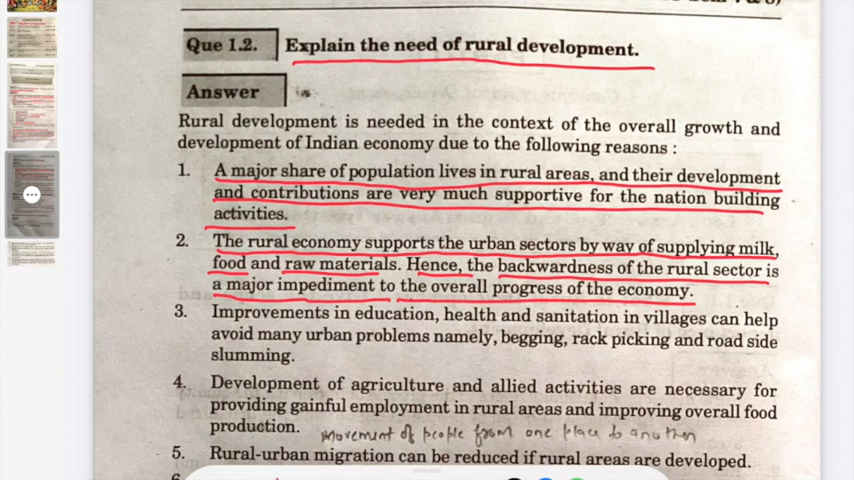 Que 1.2. Explain the need of rural development.
Answer
Rural development is needed in the context of the overall growth and
development of Indian economy due to the following reasons :
1. A major share of population lives in rural areas, and their development
and contributions are very much supportive for the nation building
activities.
2. The rural economy supports the urban sectors by way of supplying milk,
food and raw materials. Hence, the backwardness of the rural sector is
a major impediment to the overall progress of the economy.
3. Improvements in education, health and sanitation in villages can help
avoid many urban problems namely, begging, rack picking and road side
slumming.
4. Development of agriculture and allied activities are necessary for
providing gainful employment in rural areas and improving overall food
production.
movement of people from one place to another
5. Rural-urban migration can be reduced if rural areas are developed.